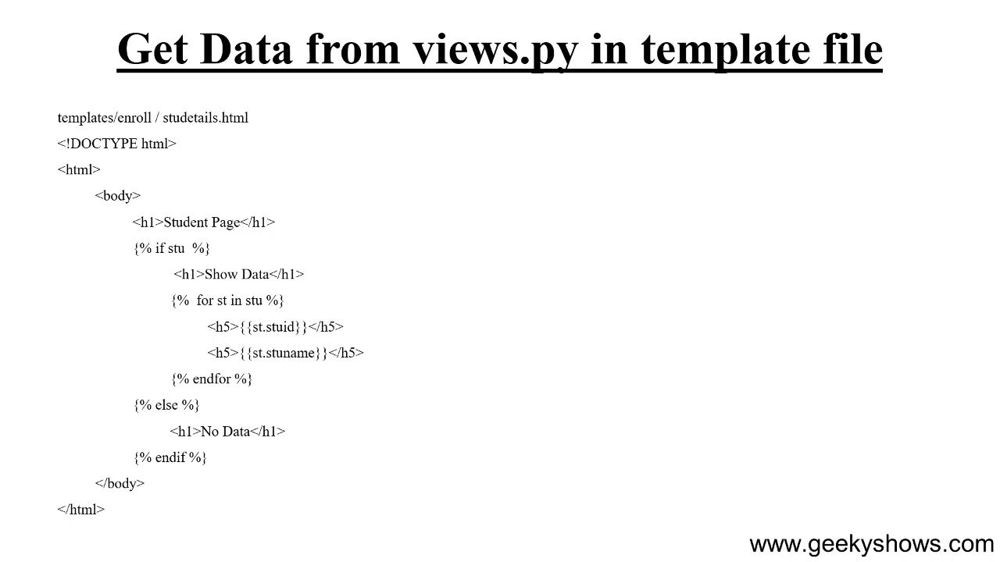 Get Data from views.py in template file
templates/enroll / studetails.html
<!DOCTYPE html>
<html>
<body>
<h1>Student Page</h1>
{% if stu  %}
<h1>Show Data</h1>
{%  for st in stu %}
<h5>{{st.stuid}}</h5>
<h5>{{st.stuname}}</h5>
{% endfor %}
{% else %}
<h1>No Data</h1>
{% endif %}
</body>
</html>
www.geekyshows.com